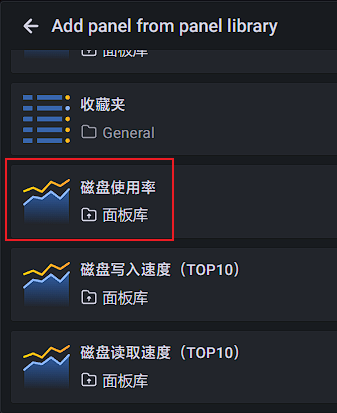 Add panel from panel library
面板库
收藏夹
General
磁盘使用率
面板库
磁盘写入速度（TOP10）
面板库
磁盘读取速度（TOP10）
面板库